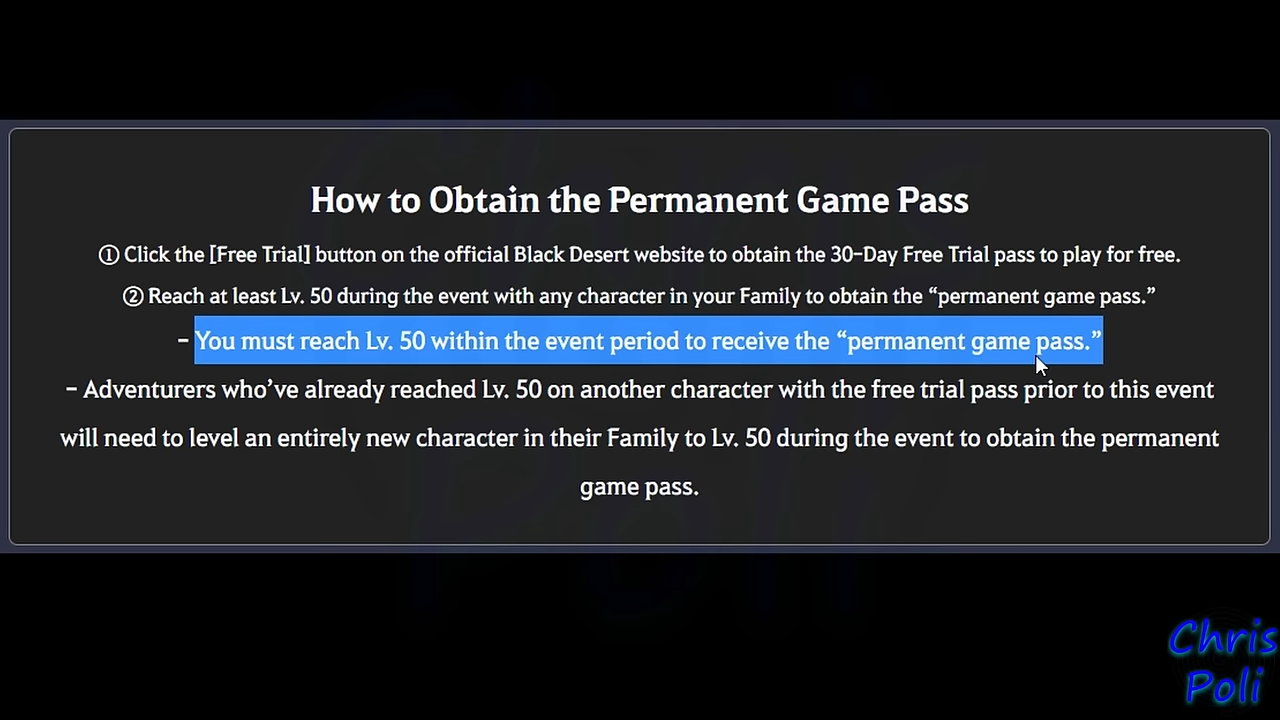 How to Obtain the Permanent Game Pass
① Click the [Free Trial] button on the official Black Desert website to obtain the 30-Day Free Trial pass to play for free.
② Reach at least Lv. 50 during the event with any character in your Family to obtain the “permanent game pass.”
- You must reach Lv. 50 within the event period to receive the “permanent game pass.”
- Adventurers who’ve already reached Lv. 50 on another character with the free trial pass prior to this event
will need to level an entirely new character in their Family to Lv. 50 during the event to obtain the permanent
game pass.
Chris
Poli